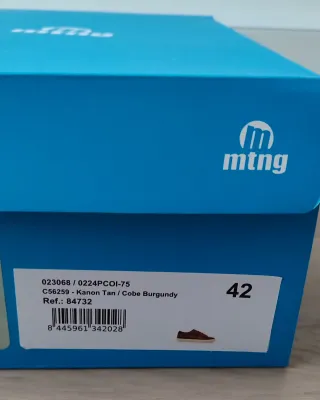 mtng
m
mtng
023068 / 0224PCOI-75
C56259 - Kanon Tan / Cobe Burgundy
Ref.: 84732
42
8 445961 342028